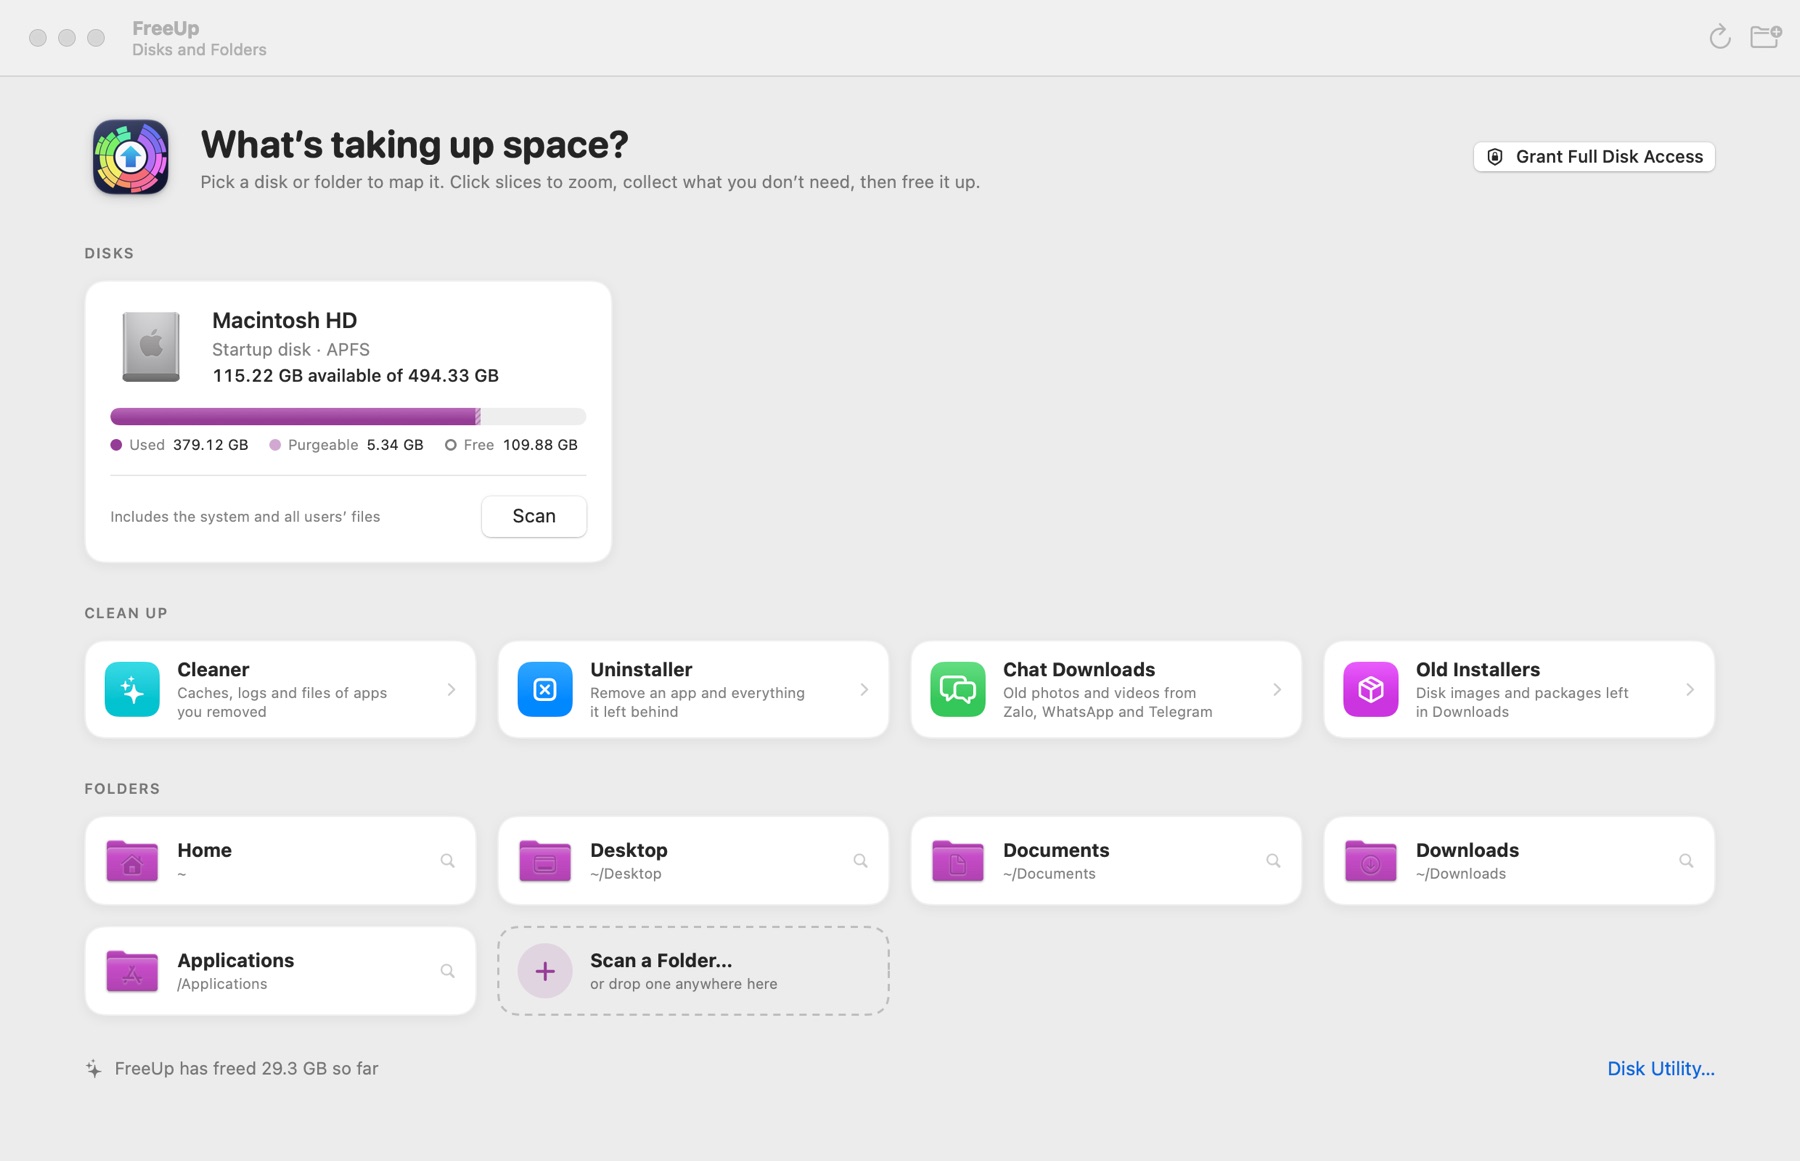 FreeUp
Disks and Folders
What’s taking up space?
Pick a disk or folder to map it. Click slices to zoom, collect what you don’t need, then free it up.
Grant Full Disk Access
DISKS
Macintosh HD
Startup disk · APFS
115.22 GB available of 494.33 GB
Used 379.12 GB Purgeable 5.34 GB Free 109.88 GB
Includes the system and all users’ files
Scan
CLEAN UP
Cleaner
Caches, logs and files of apps
you removed
Uninstaller
Remove an app and everything
it left behind
Chat Downloads
Old photos and videos from
Zalo, WhatsApp and Telegram
Old Installers
Disk images and packages left
in Downloads
FOLDERS
Home
~
Desktop
~/Desktop
Documents
~/Documents
Downloads
~/Downloads
Applications
/Applications
Scan a Folder...
or drop one anywhere here
FreeUp has freed 29.3 GB so far
Disk Utility...